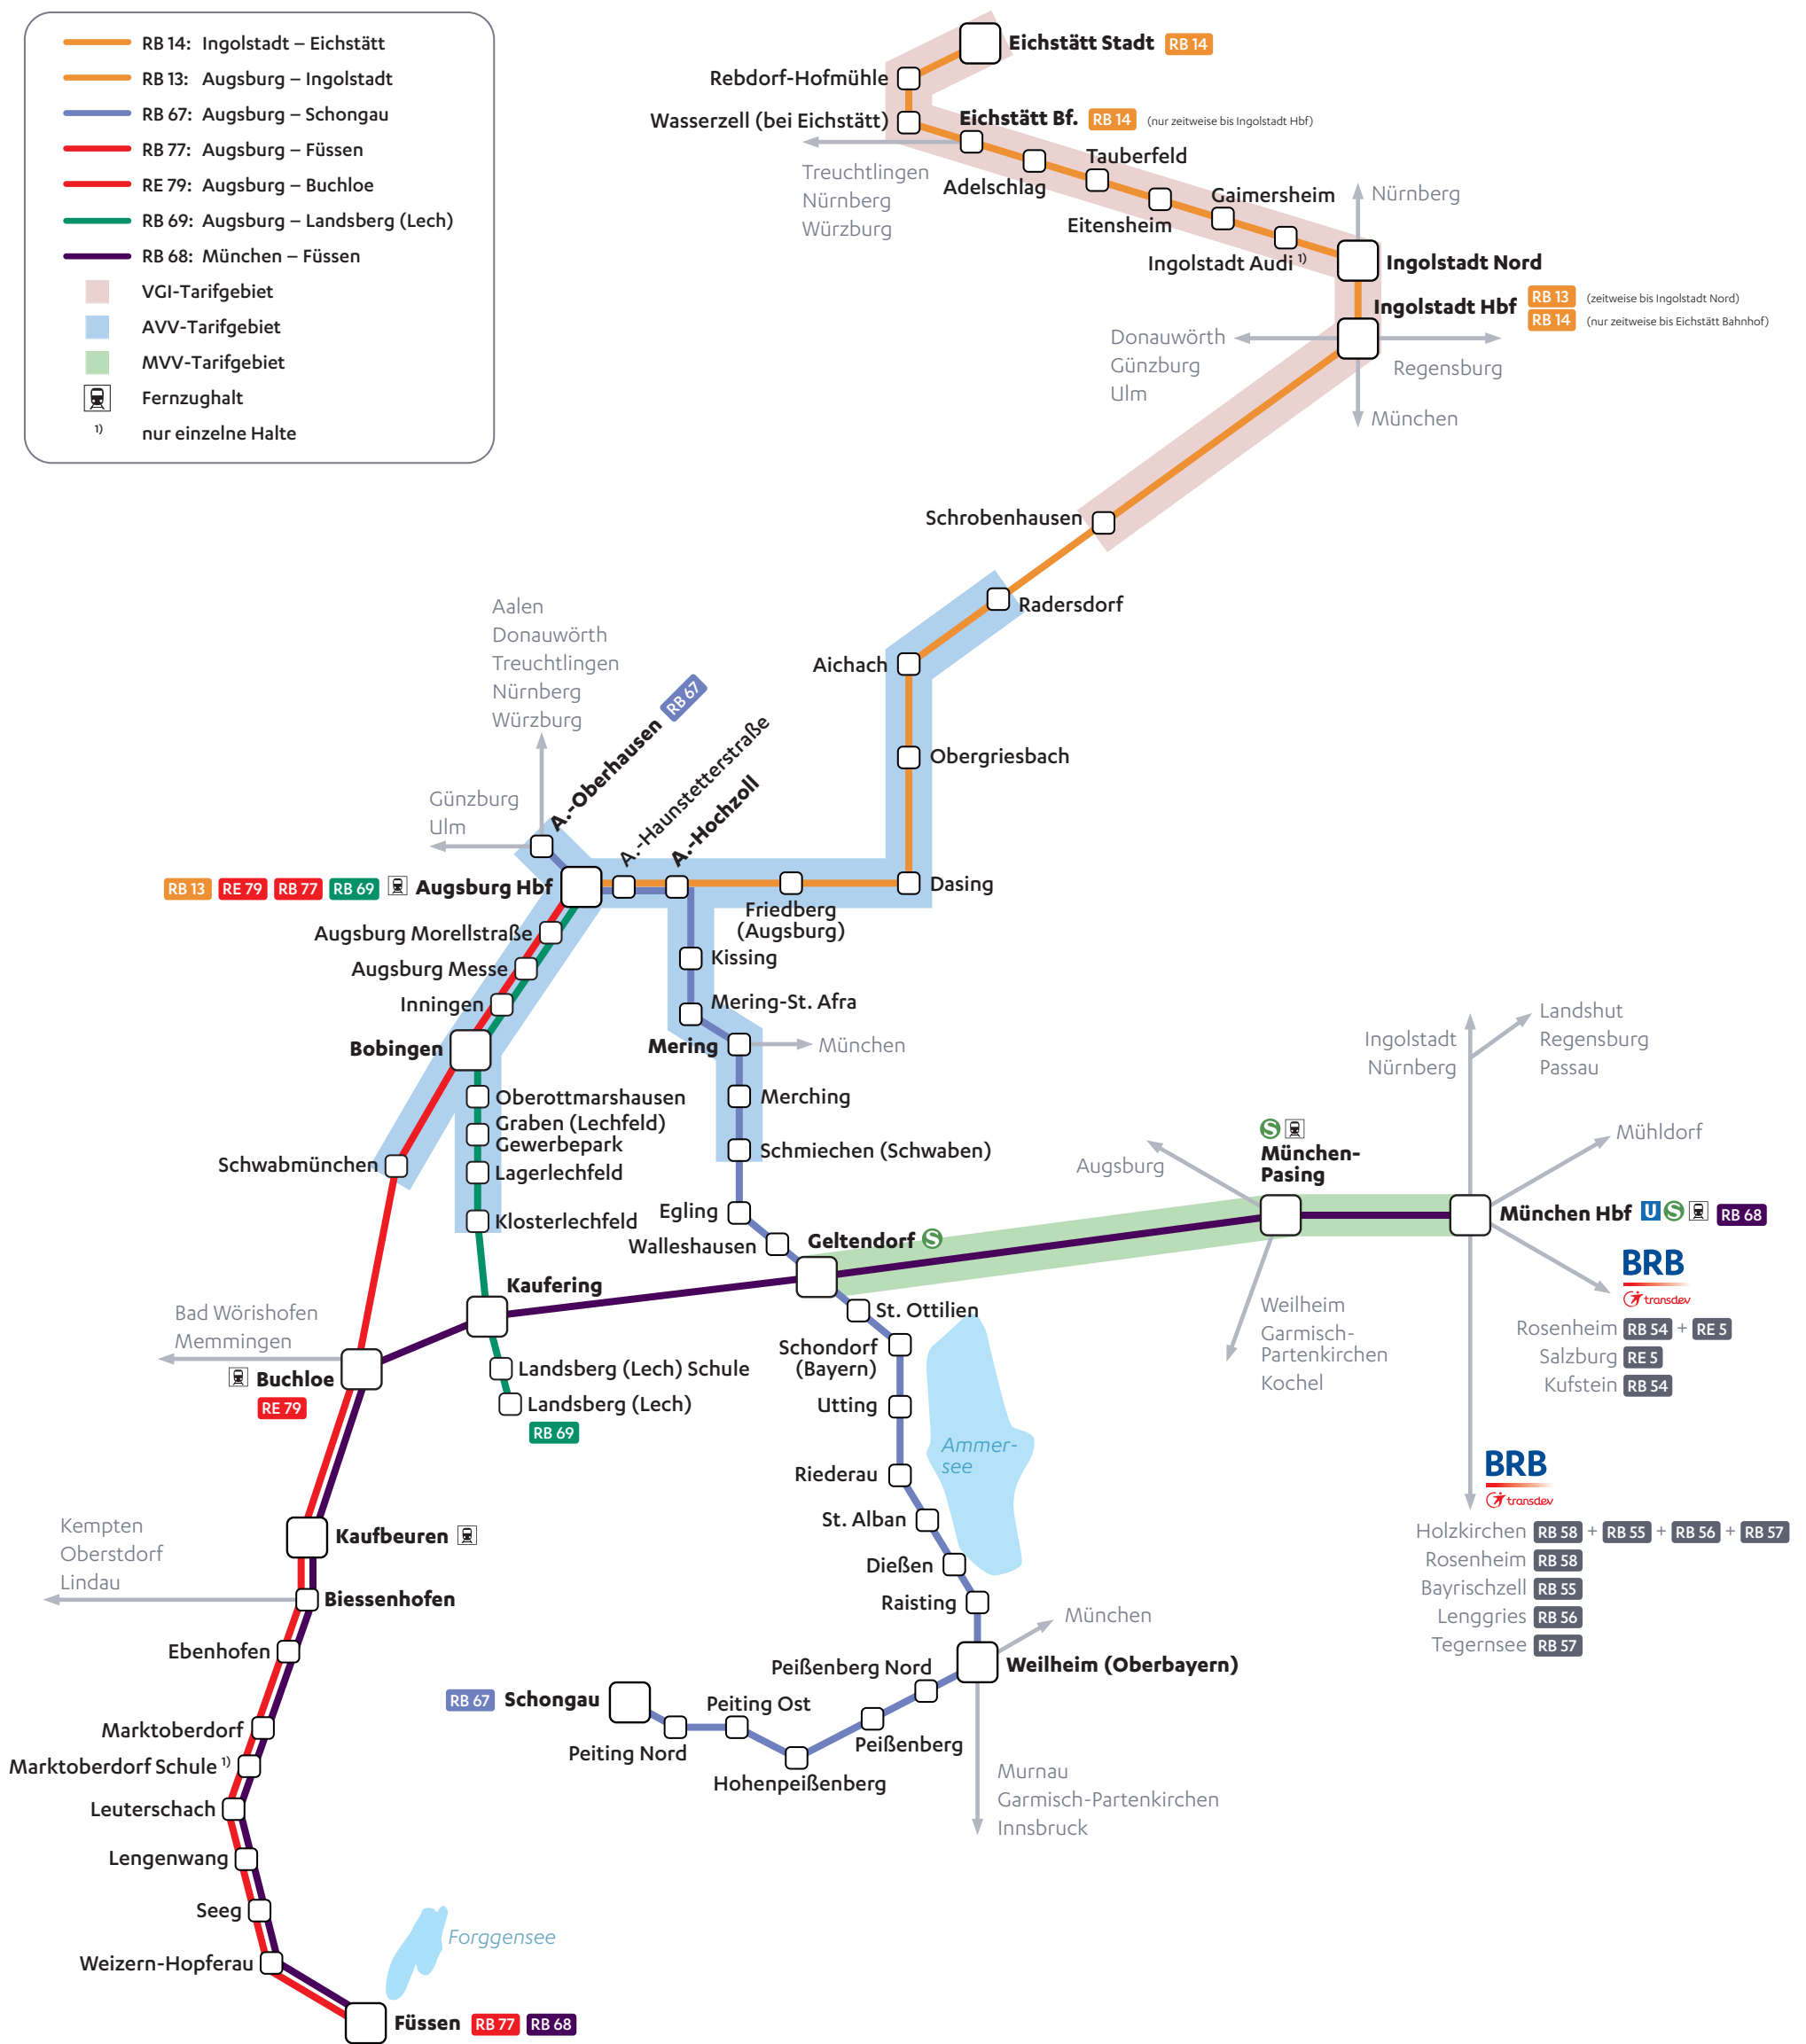 RB 14: Ingolstadt – Eichstätt
RB 13: Augsburg – Ingolstadt
RB 67: Augsburg – Schongau
RB 77: Augsburg – Füssen
RE 79: Augsburg – Buchloe
RB 69: Augsburg – Landsberg (Lech)
RB 68: München – Füssen
VGI-Tarifgebiet
AVV-Tarifgebiet
MVV-Tarifgebiet
Fernzughalt
1) nur einzelne Halte
Eichstätt Stadt RB 14
Rebdorf-Hofmühle
Wasserzell (bei Eichstätt)
Eichstätt Bf. RB 14 (nur zeitweise bis Ingolstadt Hbf)
Treuchtlingen
Nürnberg
Würzburg
Adelschlag
Tauberfeld
Eitensheim
Gaimersheim
Ingolstadt Audi 1)
Nürnberg
Ingolstadt Nord
Ingolstadt Hbf
RB 13 (zeitweise bis Ingolstadt Nord)
RB 14 (nur zeitweise bis Eichstätt Bahnhof)
Donauwörth
Günzburg
Ulm
Regensburg
München
Schrobenhausen
Radersdorf
Aichach
Obergriesbach
Dasing
Friedberg
(Augsburg)
Aalen
Donauwörth
Treuchtlingen
Nürnberg
Würzburg
Günzburg
Ulm
A.-Oberhausen RB 67
A.-Haunstetterstraße
A.-Hochzoll
RB 13 RE 79 RB 77 RB 69 Augsburg Hbf
Augsburg Morellstraße
Augsburg Messe
Inningen
Bobingen
Kissing
Mering-St. Afra
Mering
München
Merching
Schmiechen (Schwaben)
Egling
Walleshausen
Geltendorf S
Oberottmarshausen
Graben (Lechfeld)
Gewerbepark
Lagerlechfeld
Klosterlechfeld
Schwabmünchen
Kaufering
Bad Wörishofen
Memmingen
Buchloe
RE 79
Landsberg (Lech) Schule
Landsberg (Lech)
RB 69
Augsburg
S
München-
Pasing
Ingolstadt
Nürnberg
Landshut
Regensburg
Passau
Mühldorf
München Hbf U S RB 68
Weilheim
Garmisch-
Partenkirchen
Kochel
BRB
transdev
Rosenheim RB 54 + RE 5
Salzburg RE 5
Kufstein RB 54
BRB
transdev
Holzkirchen RB 58 + RB 55 + RB 56 + RB 57
Rosenheim RB 58
Bayrischzell RB 55
Lenggries RB 56
Tegernsee RB 57
St. Ottilien
Schondorf
(Bayern)
Utting
Riederau
St. Alban
Dießen
Raisting
Ammer-
see
München
Weilheim (Oberbayern)
Peißenberg Nord
Peißenberg
Hohenpeißenberg
Peiting Ost
Peiting Nord
RB 67 Schongau
Murnau
Garmisch-Partenkirchen
Innsbruck
Kaufbeuren
Kempten
Oberstdorf
Lindau
Biessenhofen
Ebenhofen
Marktoberdorf
Marktoberdorf Schule 1)
Leuterschach
Lengenwang
Seeg
Weizern-Hopferau
Forggensee
Füssen RB 77 RB 68